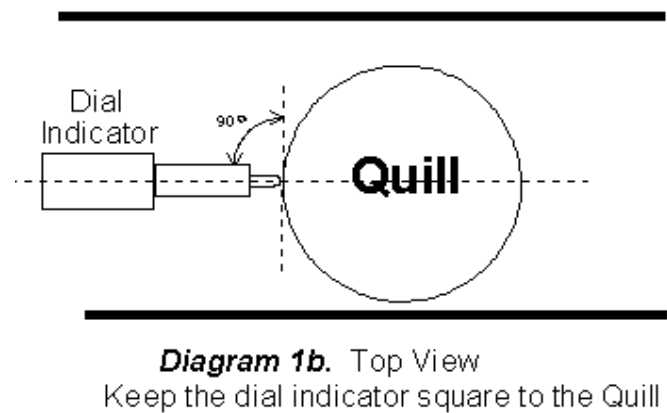 Dial
Indicator
90°
Quill
Diagram 1b. Top View
Keep the dial indicator square to the Quill